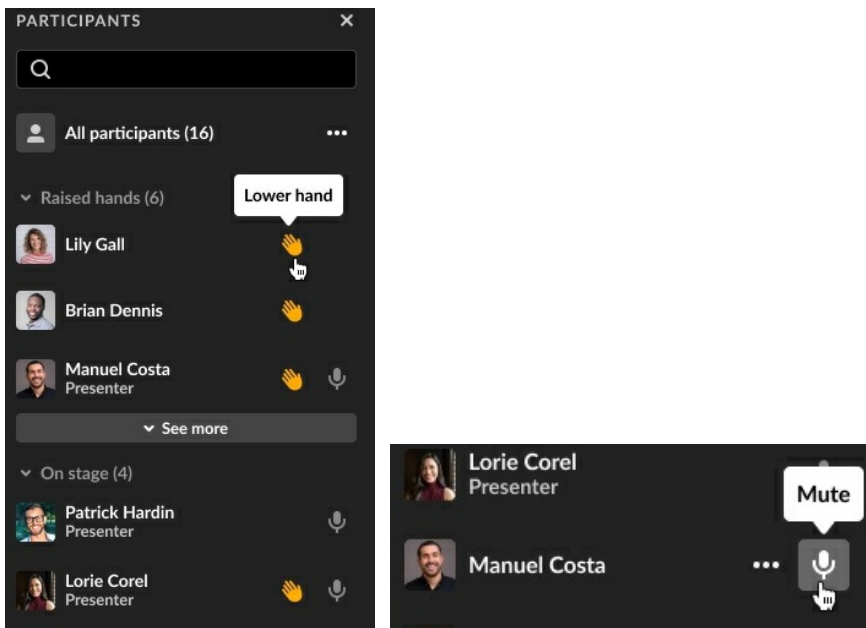 PARTICIPANTS
All participants (16)
Raised hands (6)
Lower hand
Lily Gall
Brian Dennis
Manuel Costa
Presenter
See more
On stage (4)
Patrick Hardin
Presenter
Lorie Corel
Presenter
Lorie Corel
Presenter
Mute
Manuel Costa